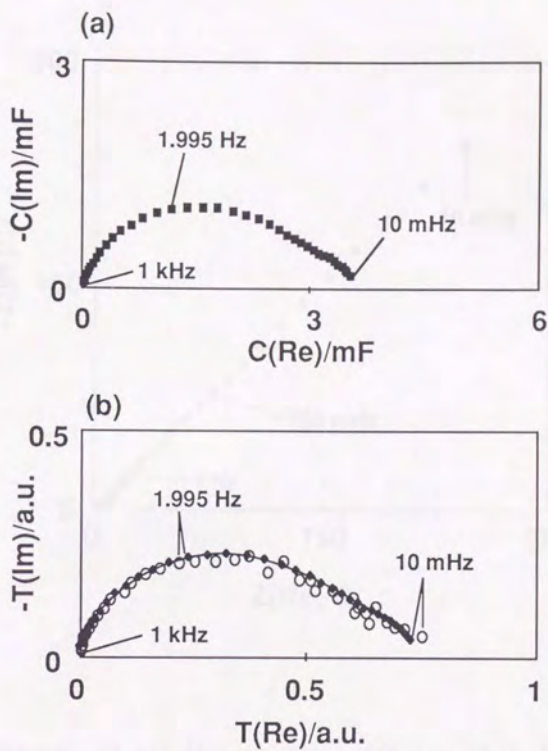 (a)
3
-C(Im)/mF
1.995 Hz
10 mHz
1 kHz
0
0 3 6
C(Re)/mF
(b)
0.5
-T(Im)/a.u.
1.995 Hz
10 mHz
1 kHz
0
0 0.5 1
T(Re)/a.u.